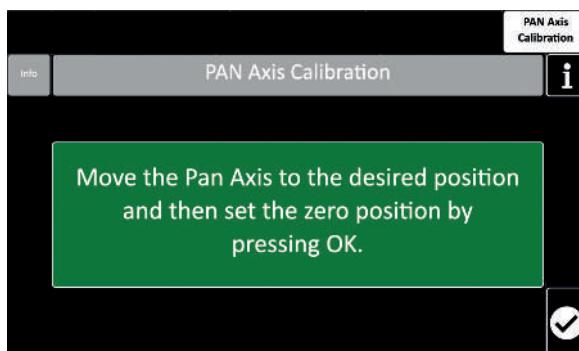 PAN Axis
Calibration
Info
PAN Axis Calibration
i
Move the Pan Axis to the desired position
and then set the zero position by
pressing OK.